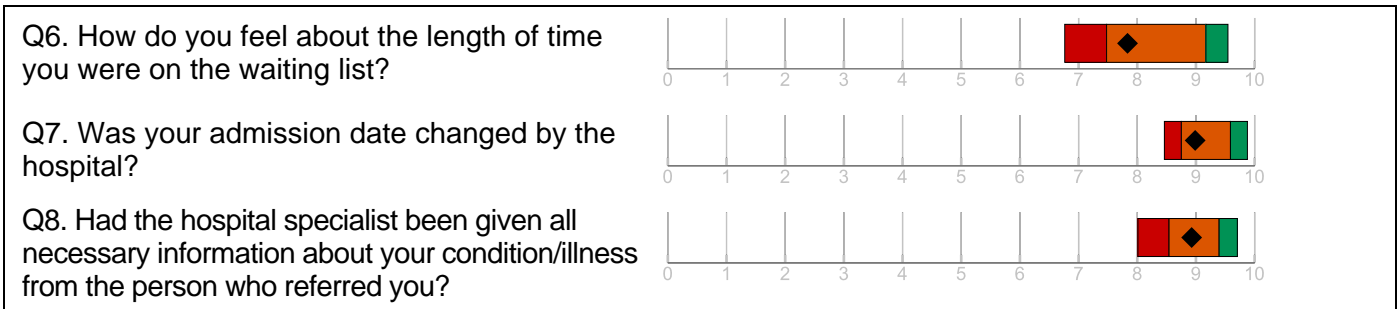 Q6. How do you feel about the length of time
you were on the waiting list?
0 1 2 3 4 5 6 7 8 9 10
Q7. Was your admission date changed by the
hospital?
0 1 2 3 4 5 6 7 8 9 10
Q8. Had the hospital specialist been given all
necessary information about your condition/illness
from the person who referred you?
0 1 2 3 4 5 6 7 8 9 10